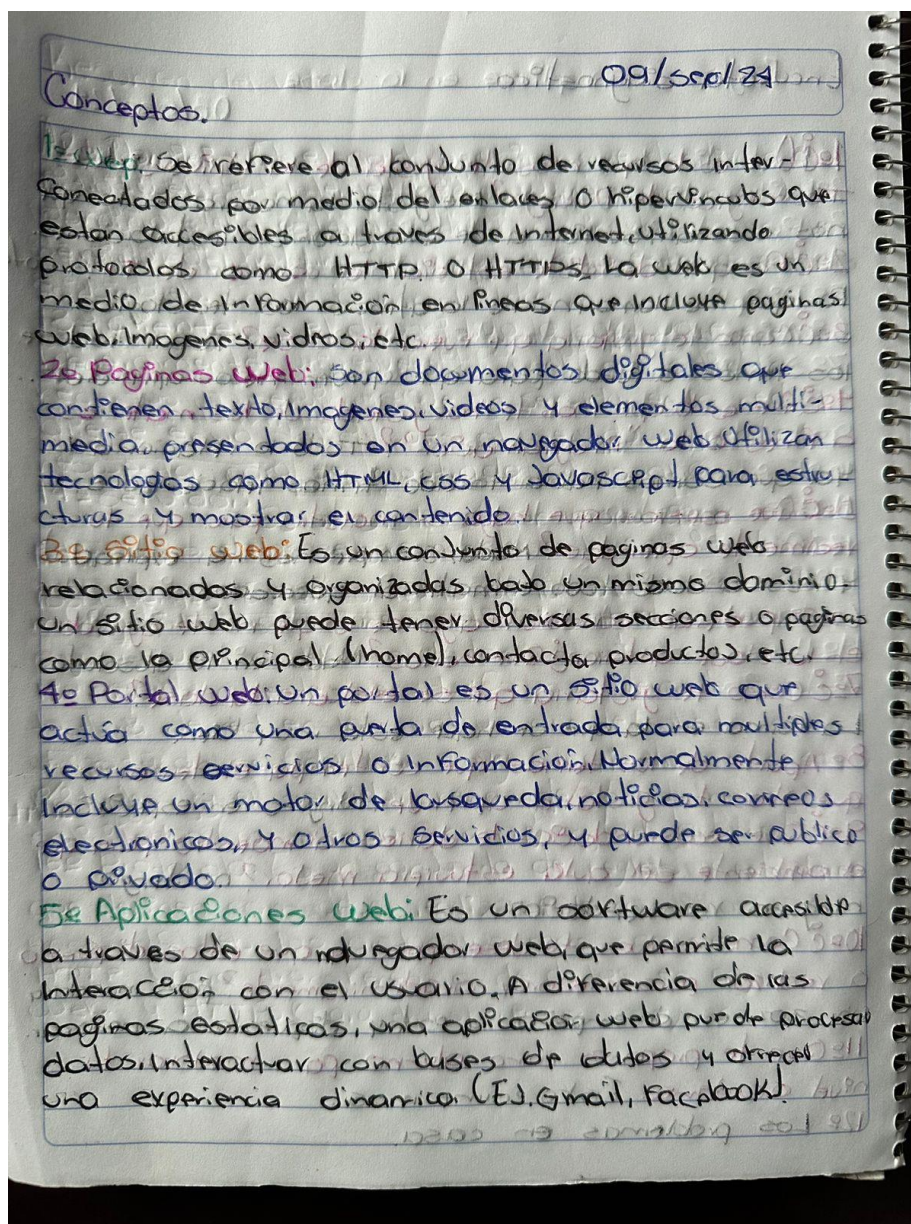 09/sep/24
Conceptos.
1= Web: Se refiere al conjunto de recursos inter-
conectados por medio del enlaces o hipervinculos que
estan accesibles a traves de Internet, utilizando
protocolos como HTTP O HTTPS, La web es un
medio de Información en lineas que incluye paginas
web, Imagenes, videos, etc.
2= Paginas Web: son documentos digitales que
contienen texto, Imagenes, videos y elementos multi-
media, presentados en un navegador web Utilizan
tecnologias como HTML, CSS y Javascript para estru-
cturas y mostrar el contenido.
3= Sitio web: Es un conjunto de paginas web
relacionados y organizadas bajo un mismo dominio.
Un sitio web puede tener diversas secciones o paginas
como la principal (home), contacta productos, etc.
4= Portal web: Un portal es un sitio web que
actúa como una puerta de entrada para multiples
recursos servicios o Información. Normalmente
Incluye un motor de busqueda, noticias, correos
electronicos, y otros servicios, y puede ser publico
o privado.
5= Aplicaciones web: Es un software accesible
a traves de un navegador web, que permite la
Interacción con el usuario. A diferencia de las
paginas estaticas, una aplicación web puede procesar
datos, Interactuar con bases de datos y ofrecer
una experiencia dinamica. (EJ. Gmail, Facebook)